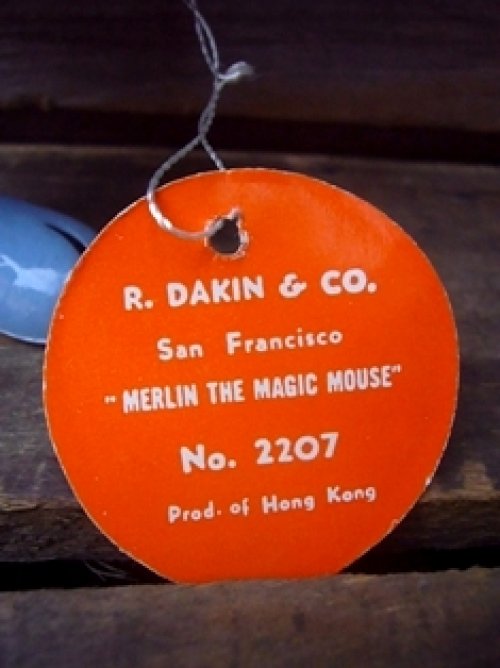 R. DAKIN & CO.
San Francisco
"MERLIN THE MAGIC MOUSE"
No. 2207
Prod. of Hong Kong